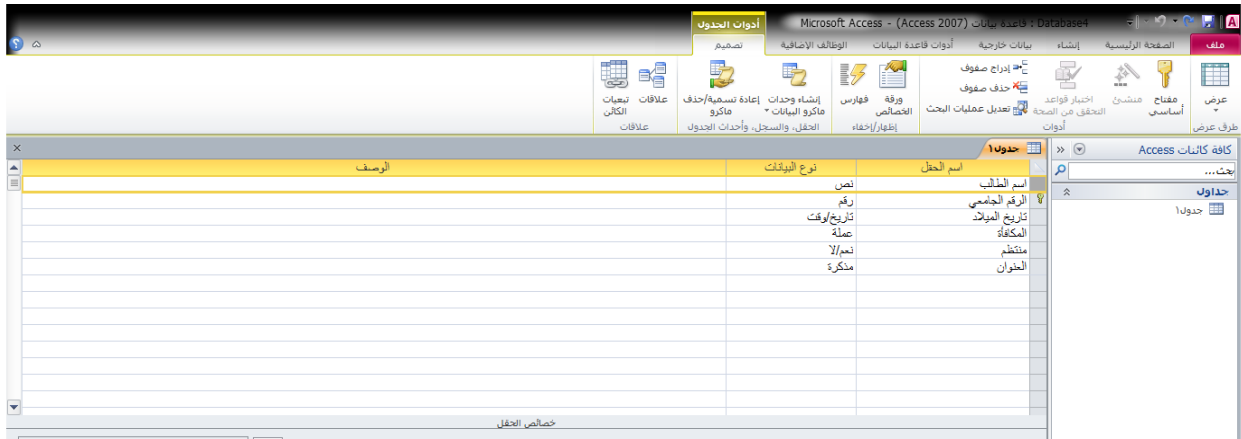 Database4 : قاعدة بيانات (Access 2007) - Microsoft Access
أدوات الجدول
ملف
الصفحة الرئيسية
إنشاء
بيانات خارجية
أدوات قاعدة البيانات
الوظائف الإضافية
تصميم
عرض
مفتاح أساسي
منشئ
اختبار قواعد التحقق من الصحة
إدراج صفوف
حذف صفوف
تعديل عمليات البحث
ورقة الخصائص
فهارس
إنشاء وحدات ماكرو البيانات
إعادة تسمية/حذف ماكرو
علاقات
تبعيات الكائن
طرق عرض
أدوات
إظهار/إخفاء
الحقل، والسجل، وأحداث الجدول
علاقات
كافة كائنات Access
بحث...
جداول
جدول١
جدول١
اسم الحقل نوع البيانات الوصف
اسم الطالب نص
الرقم الجامعي رقم
تاريخ الميلاد تاريخ/وقت
المكافأة عملة
منتظم نعم/لا
العنوان مذكرة
خصائص الحقل